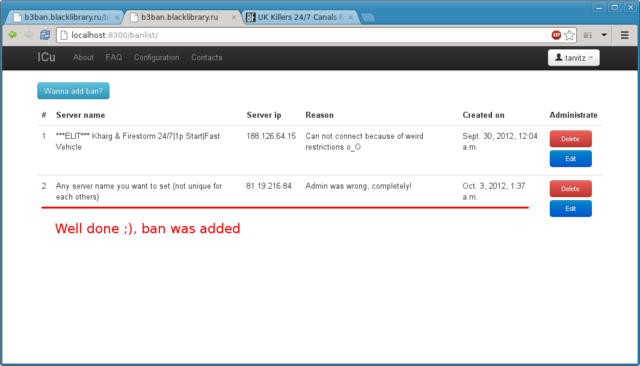 b3ban.blacklibrary.ru/b
b3ban.blacklibrary.ru
UK Killers 24/7 Canals
localhost:8300/banlist/
ABP
ICu About FAQ Configuration Contacts tanitz
Wanna add ban?
# Server name Server ip Reason Created on Administrate
1 ***ELIT*** Kharg & Firestorm 24/7|1p Start|Fast 188.126.64.15 Can not connect because of weird Sept. 30, 2012, 12:04 Delete
Vehicle restrictions o_O a.m.
Edit
2 Any server name you want to set (not unique for 81.19.216.84 Admin was wrong, completely! Oct. 3, 2012, 1:37 Delete
each others) a.m.
Edit
Well done ;), ban was added